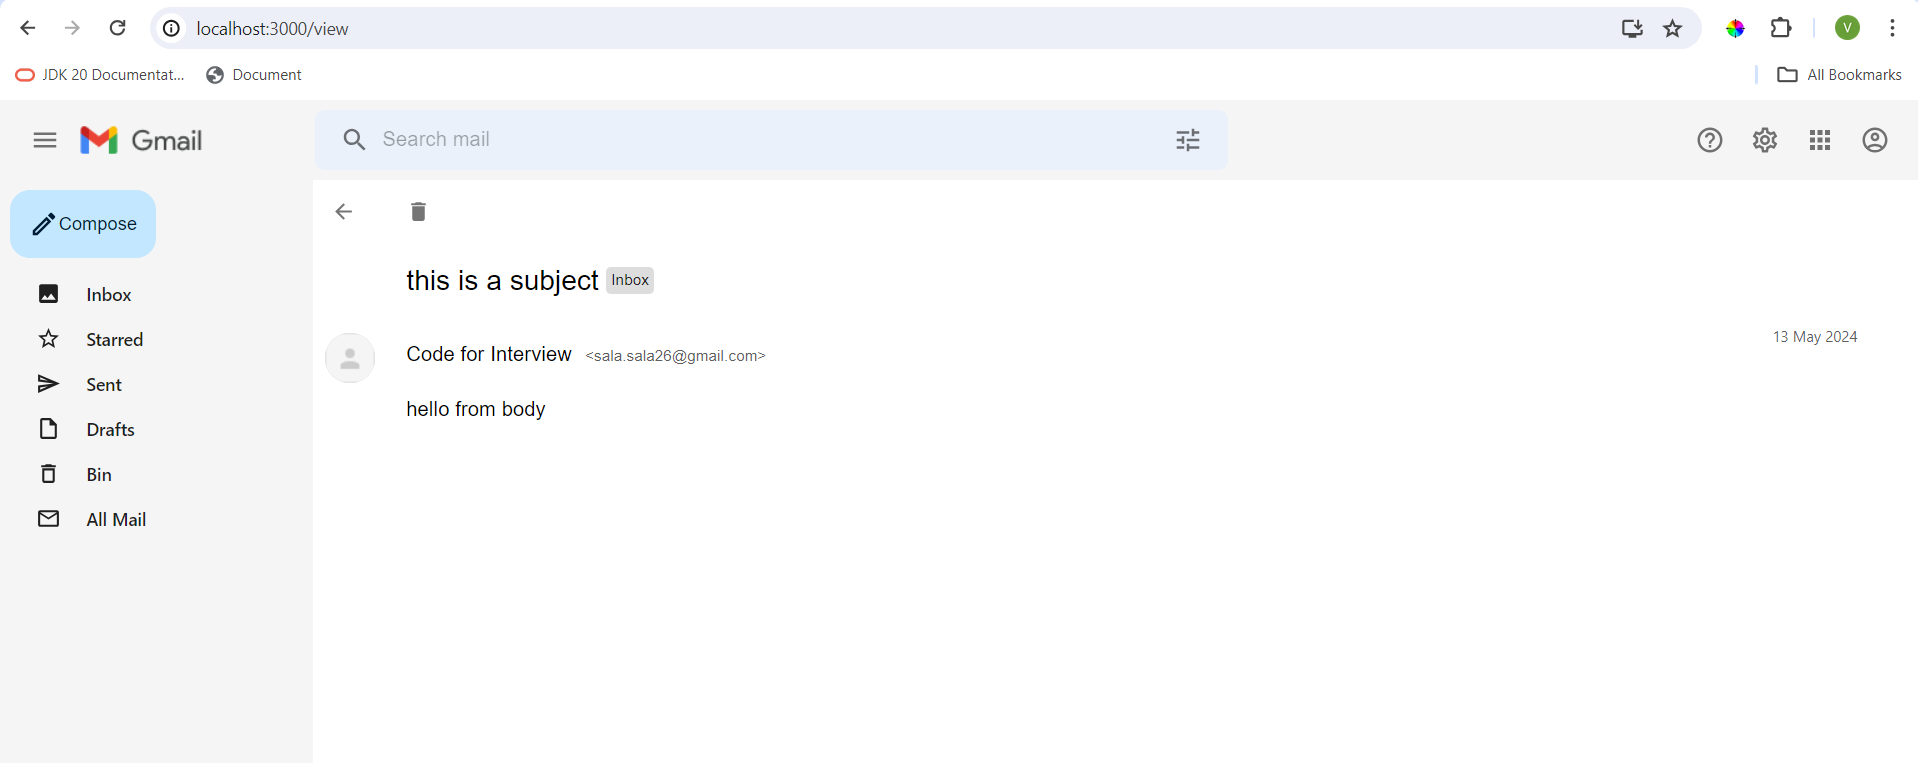 localhost:3000/view
V
JDK 20 Documentat...
Document
All Bookmarks
Gmail
Search mail
Compose
Inbox
Starred
Sent
Drafts
Bin
All Mail
this is a subject Inbox
Code for Interview <sala.sala26@gmail.com>
13 May 2024
hello from body